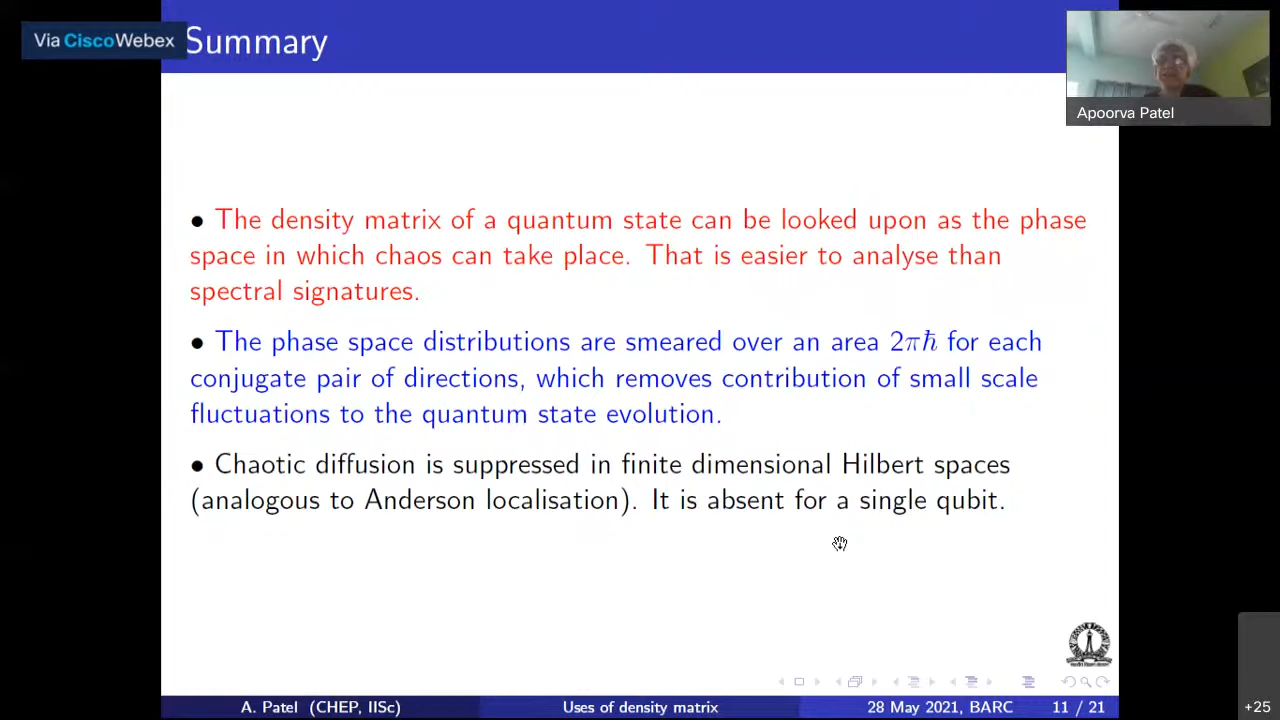 Via CiscoWebex
Summary
Apoorva Patel
• The density matrix of a quantum state can be looked upon as the phase
space in which chaos can take place. That is easier to analyse than
spectral signatures.
• The phase space distributions are smeared over an area 2πℏ for each
conjugate pair of directions, which removes contribution of small scale
fluctuations to the quantum state evolution.
• Chaotic diffusion is suppressed in finite dimensional Hilbert spaces
(analogous to Anderson localisation). It is absent for a single qubit.
A. Patel (CHEP, IISc) Uses of density matrix 28 May 2021, BARC 11 / 21
+25